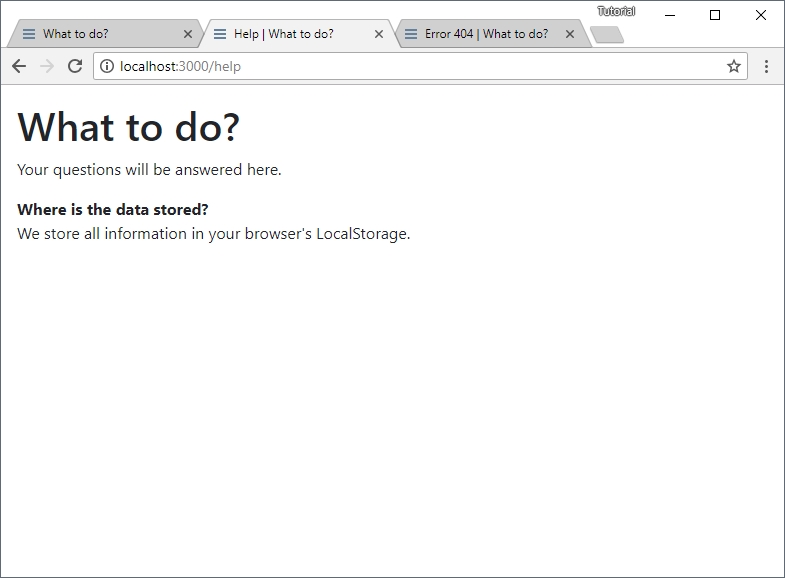 Tutorial
What to do?
Help | What to do?
Error 404 | What to do?
localhost:3000/help
What to do?
Your questions will be answered here.
Where is the data stored?
We store all information in your browser's LocalStorage.